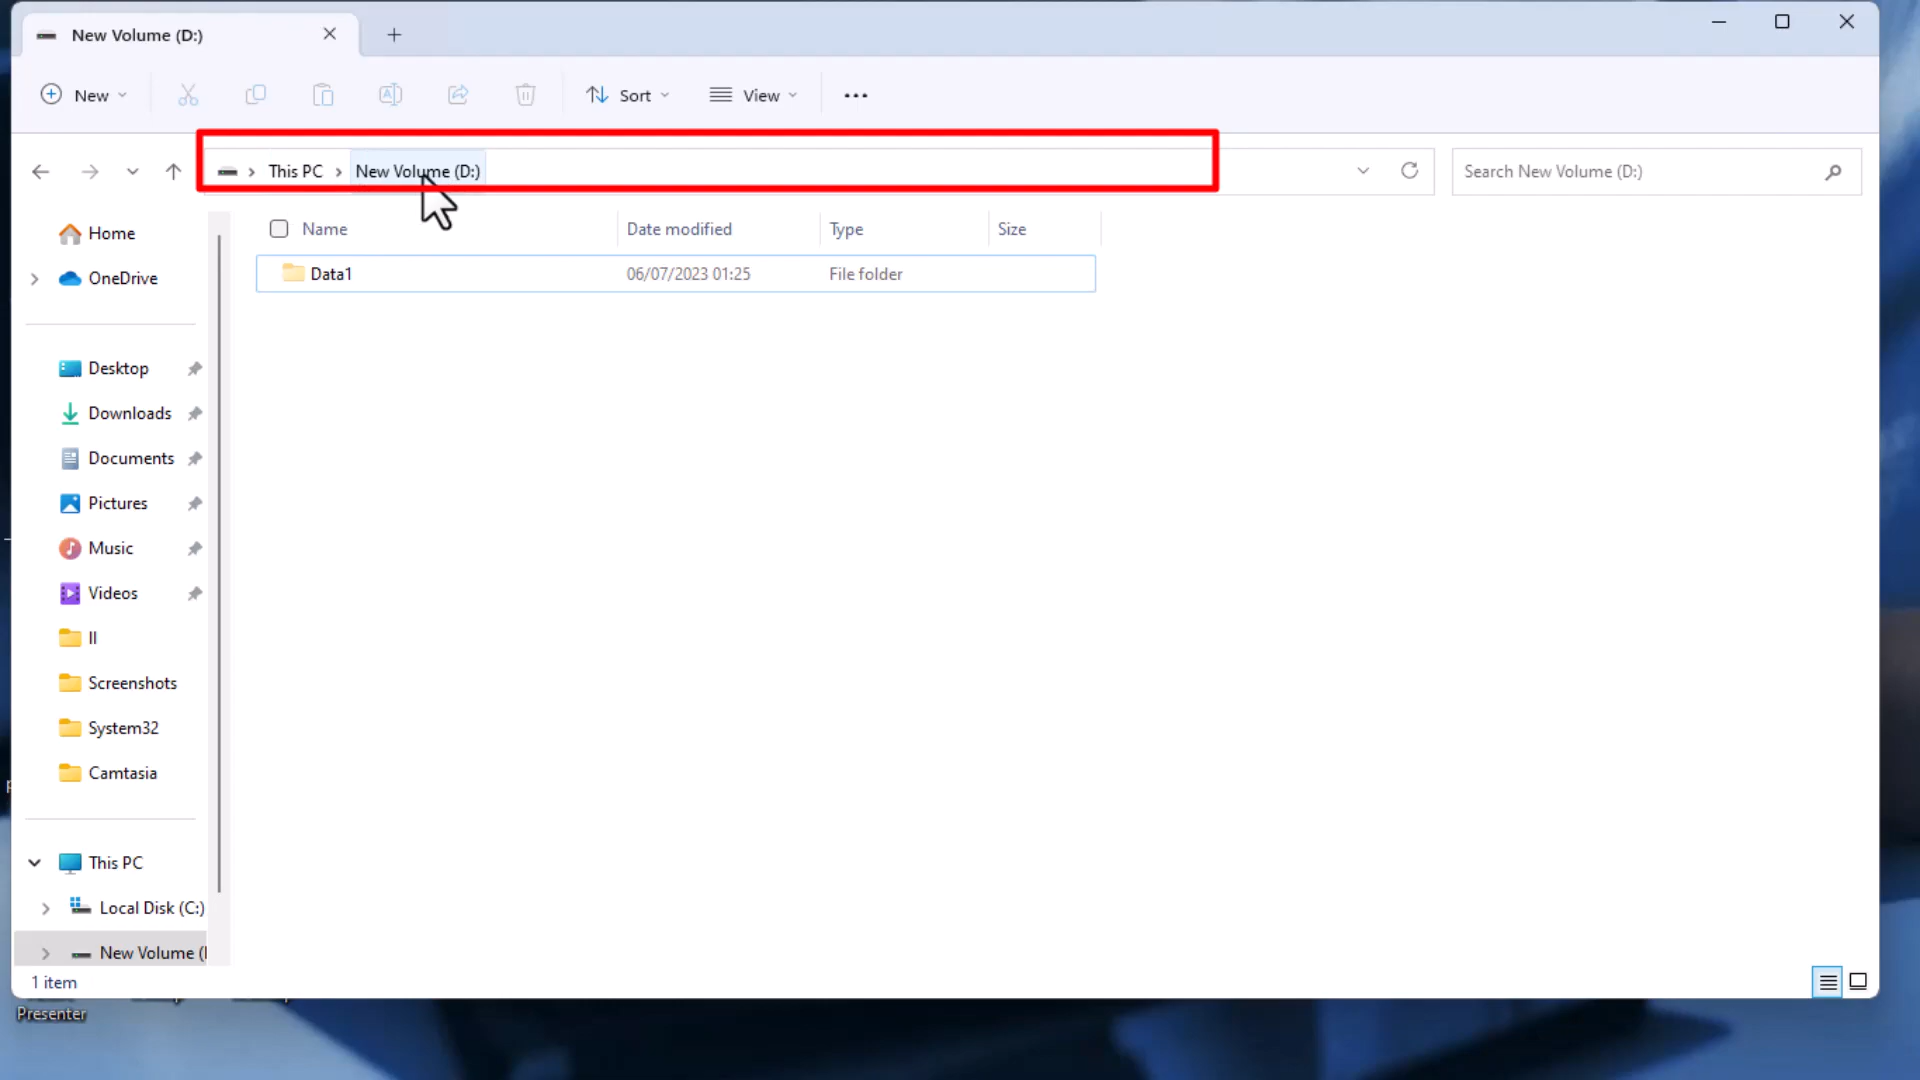 New Volume (D:)
New
Sort
View
This PC
New Volume (D:)
Search New Volume (D:)
Name
Date modified
Type
Size
Data1
06/07/2023 01:25
File folder
Home
OneDrive
Desktop
Downloads
Documents
Pictures
Music
Videos
II
Screenshots
System32
Camtasia
This PC
Local Disk (C:)
New Volume (
1 item
Presenter